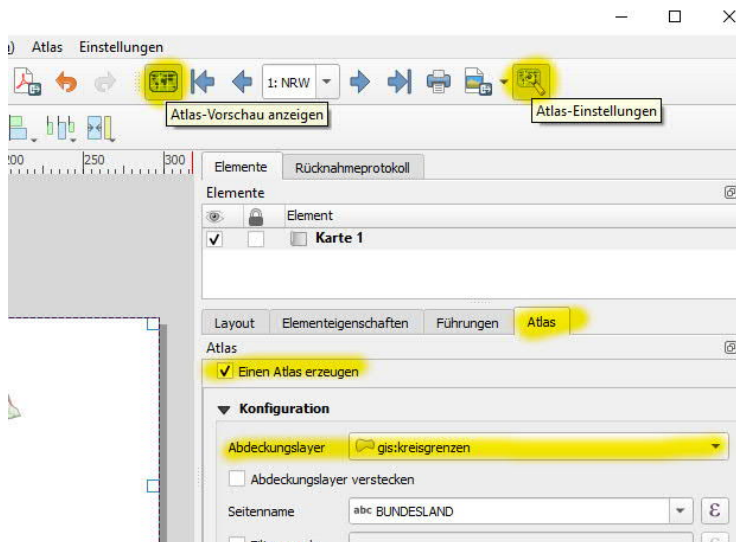 ) Atlas Einstellungen
1: NRW
Atlas-Vorschau anzeigen
Atlas-Einstellungen
200 250 300
Elemente Rücknahmeprotokoll
Elemente
Element
Karte 1
Layout Elementeigenschaften Führungen Atlas
Atlas
Einen Atlas erzeugen
Konfiguration
Abdeckungslayer gis:kreisgrenzen
Abdeckungslayer verstecken
Seitenname abc BUNDESLAND ε